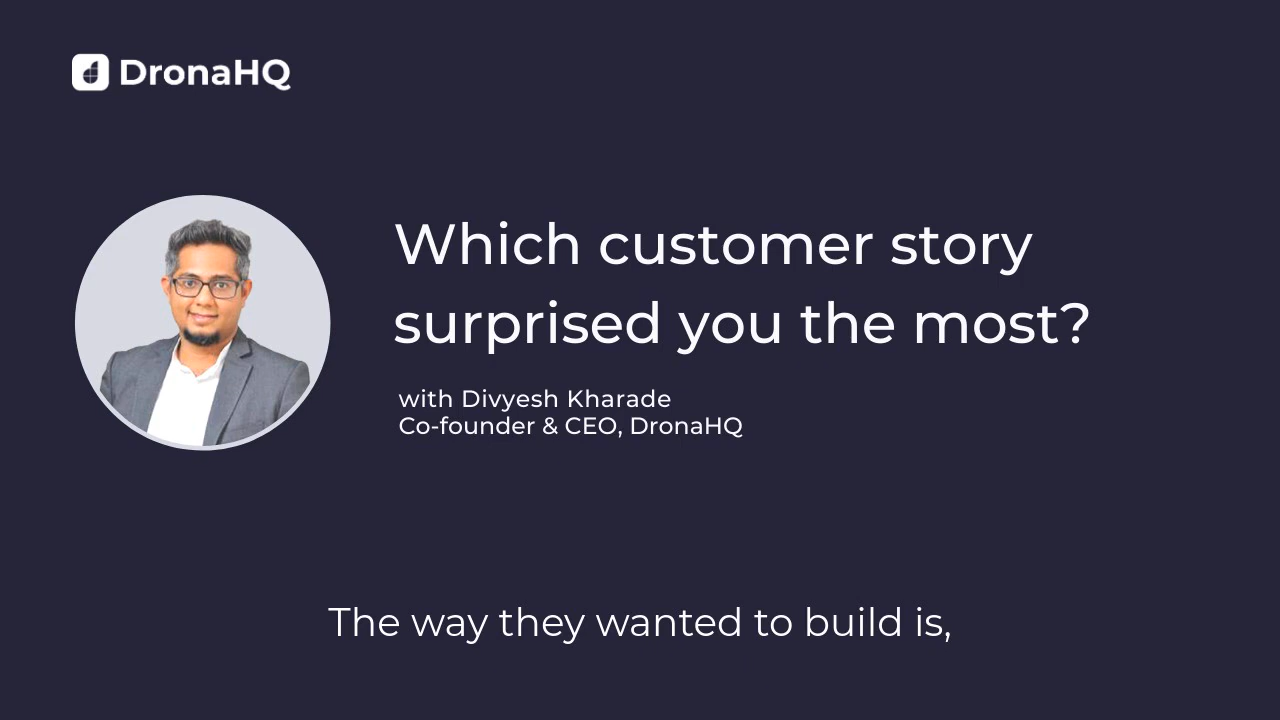 DronaHQ
Which customer story
surprised you the most?
with Divyesh Kharade
Co-founder & CEO, DronaHQ
The way they wanted to build is,